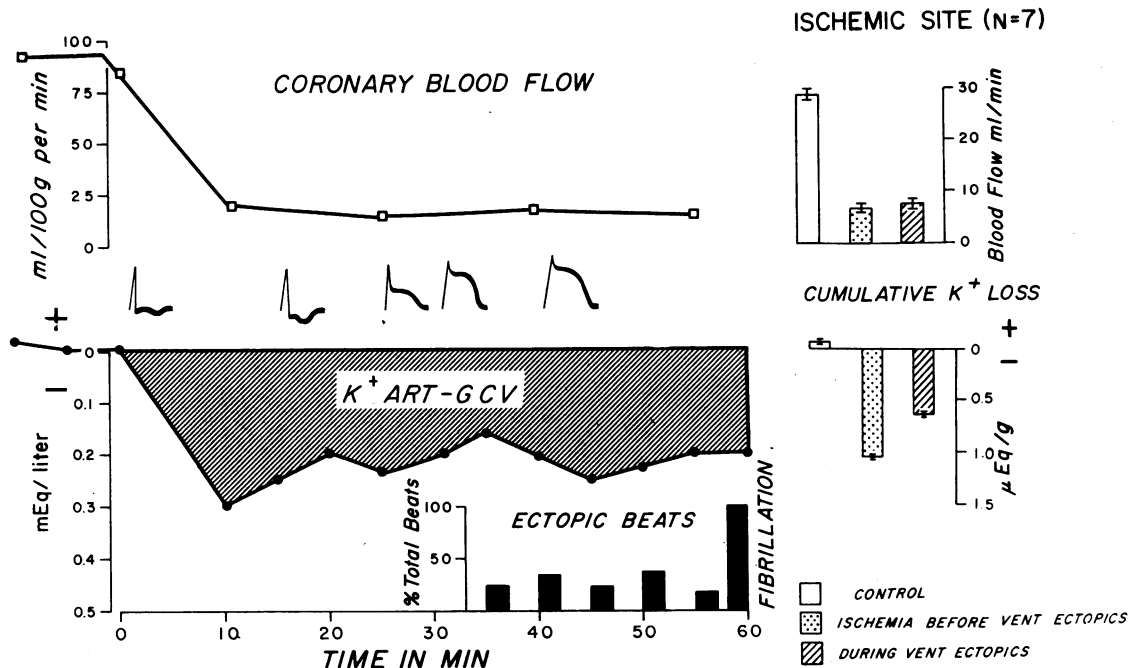 ISCHEMIC SITE (N=7)
CORONARY BLOOD FLOW
ml/100g per min
100
75
50
25
0
Blood Flow ml/min
30
20
10
0
+
−
K+ ART-GCV
mEq/liter
0
0.1
0.2
0.3
0.4
0.5
ECTOPIC BEATS
% Total Beats
100
50
FIBRILLATION
0
10
20
30
40
50
60
TIME IN MIN
CUMULATIVE K+ LOSS
+
−
0
0.5
1.0
1.5
μEq/g
CONTROL
ISCHEMIA BEFORE VENT ECTOPICS
DURING VENT ECTOPICS